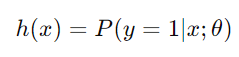 h(x) = P(y = 1|x; θ)